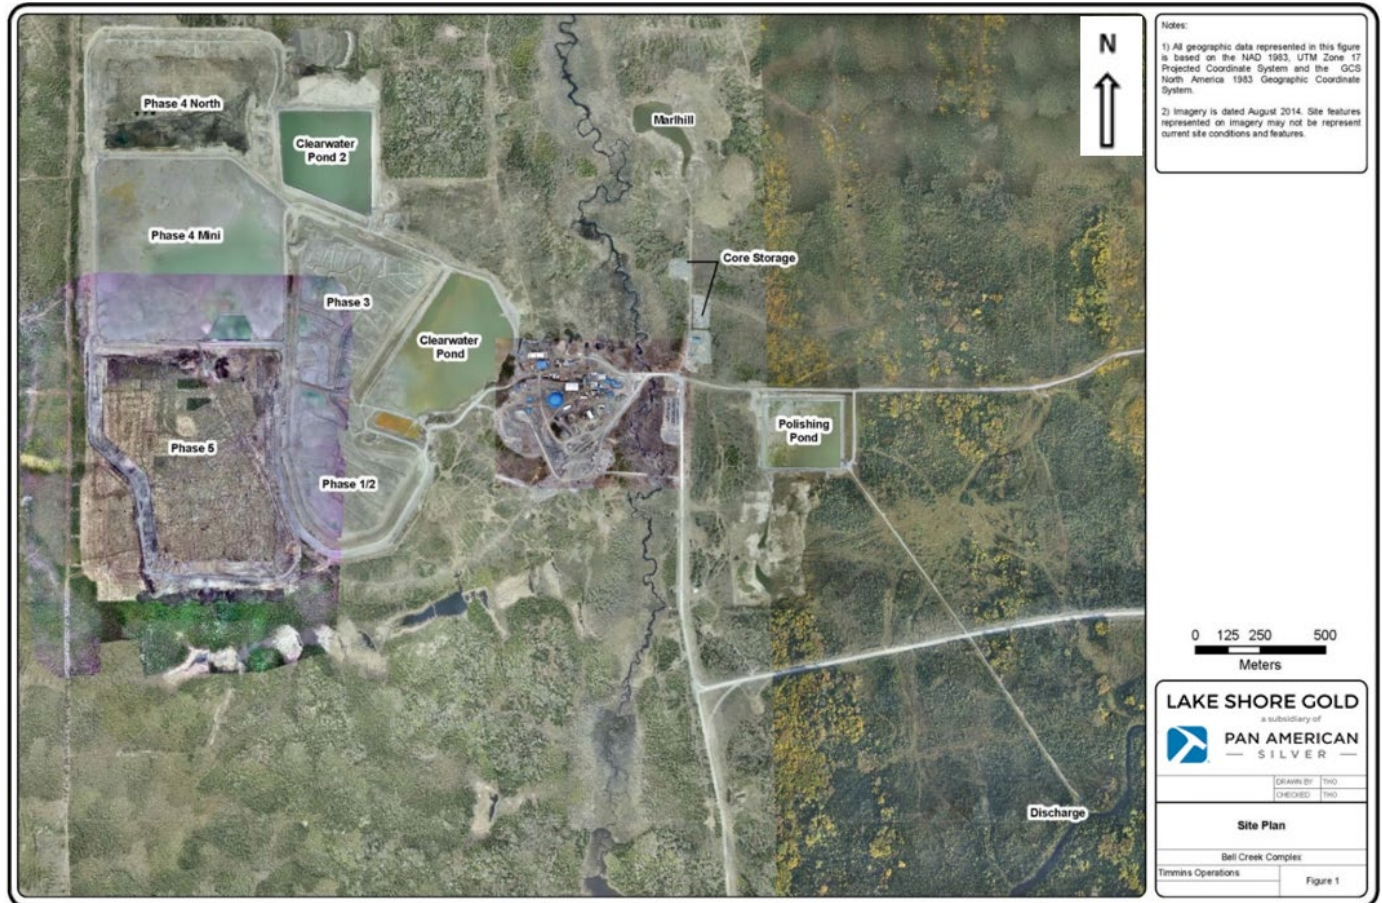 N
Phase 4 North
Clearwater
Pond 2
Marlhill
Phase 4 Mini
Core Storage
Phase 3
Clearwater
Pond
Polishing
Pond
Phase 5
Phase 1/2
Discharge
Notes:
1) All geographic data represented in this figure
is based on the NAD 1983, UTM Zone 17
Projected Coordinate System and the GCS
North America 1983 Geographic Coordinate
System.
2) Imagery is dated August 2014. Site features
represented on imagery may not be represent
current site conditions and features.
0 125 250 500
Meters
LAKE SHORE GOLD
a subsidiary of
PAN AMERICAN
SILVER
DRAWN BY THO
CHECKED THO
Site Plan
Bell Creek Complex
Timmins Operations
Figure 1